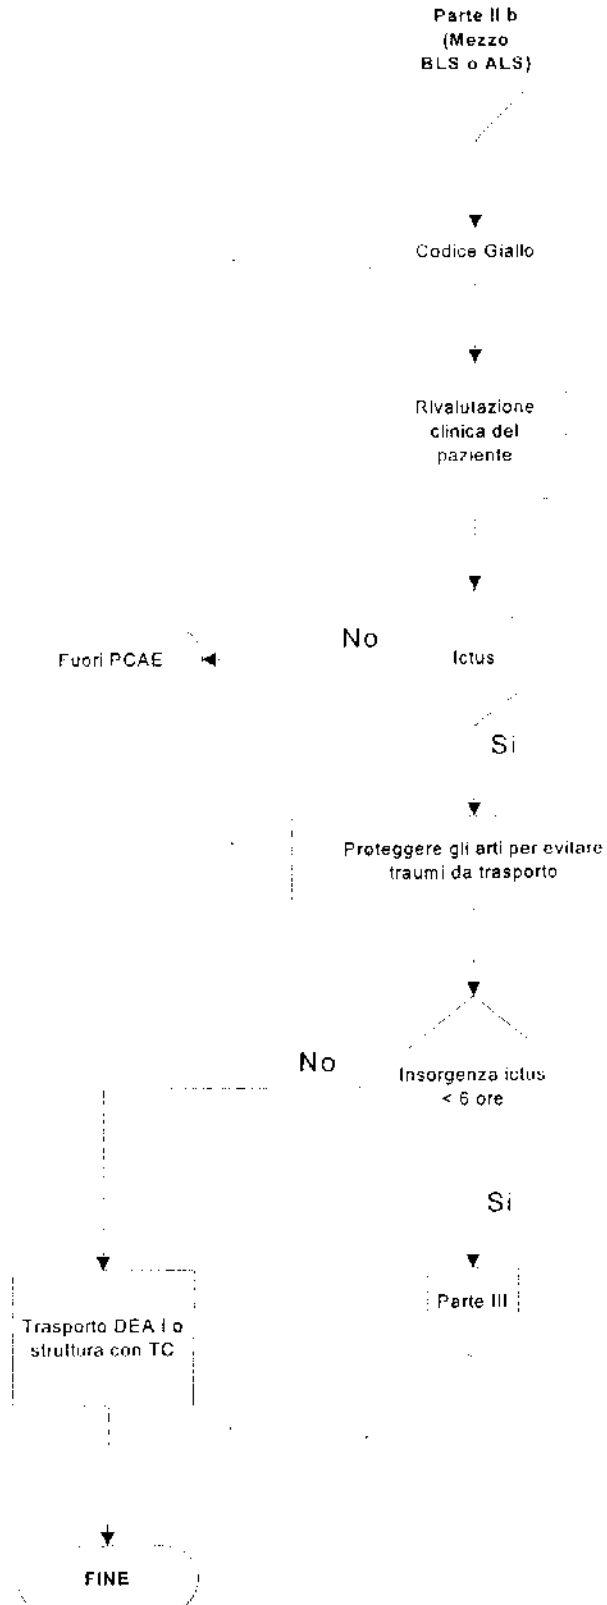 Parte II b
(Mezzo
BLS o ALS)
Codice Giallo
Rivalutazione
clinica del
paziente
No
Fuori PCAE
Ictus
Si
Proteggere gli arti per evitare
traumi da trasporto
No
Insorgenza ictus
< 6 ore
Si
Parte III
Trasporto DEA I o
struttura con TC
FINE